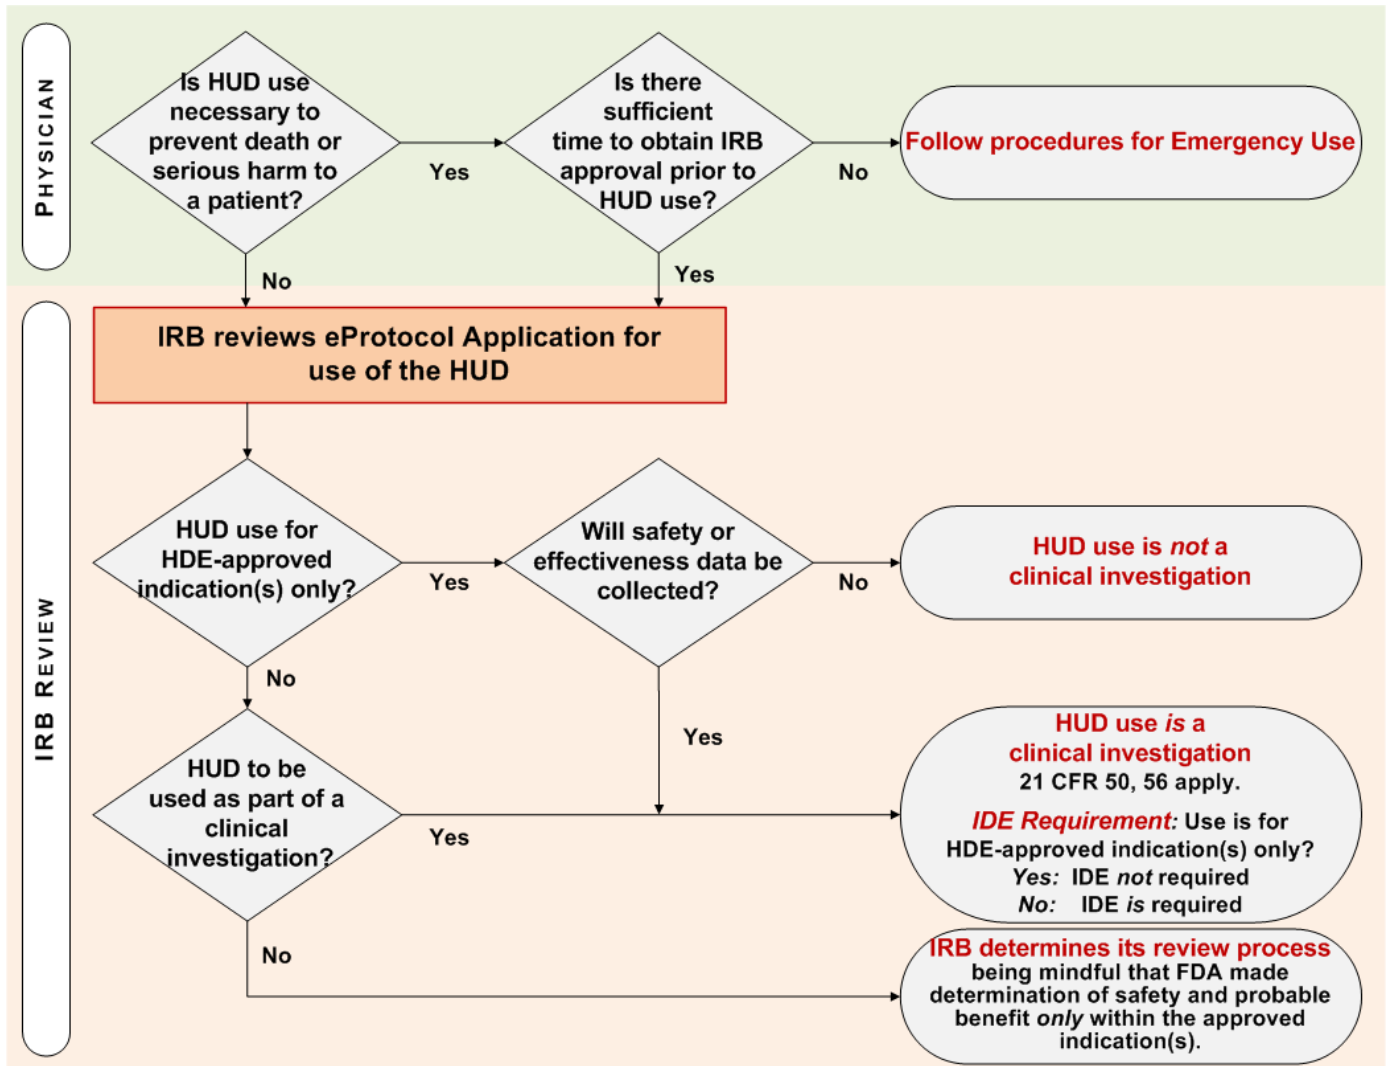 PHYSICIAN
Is HUD use
necessary to
prevent death or
serious harm to
a patient?
Yes
No
Is there
sufficient
time to obtain IRB
approval prior to
HUD use?
No
Yes
Follow procedures for Emergency Use
IRB REVIEW
IRB reviews eProtocol Application for
use of the HUD
HUD use for
HDE-approved
indication(s) only?
Yes
No
Will safety or
effectiveness data be
collected?
No
Yes
HUD use is not a
clinical investigation
HUD to be
used as part of a
clinical
investigation?
Yes
No
HUD use is a
clinical investigation
21 CFR 50, 56 apply.
IDE Requirement: Use is for
HDE-approved indication(s) only?
Yes: IDE not required
No: IDE is required
IRB determines its review process
being mindful that FDA made
determination of safety and probable
benefit only within the approved
indication(s).